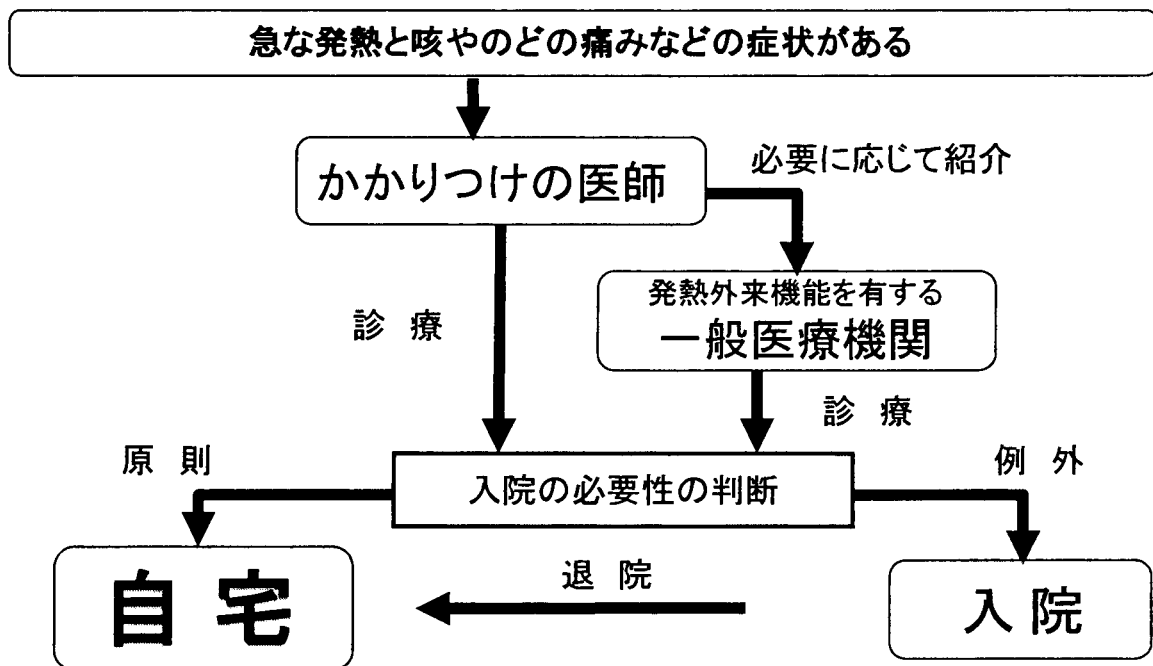 急な発熱と咳やのどの痛みなどの症状がある
かかりつけの医師
必要に応じて紹介
発熱外来機能を有する
一般医療機関
診 療
診 療
原 則
入院の必要性の判断
例 外
自 宅
退 院
入 院